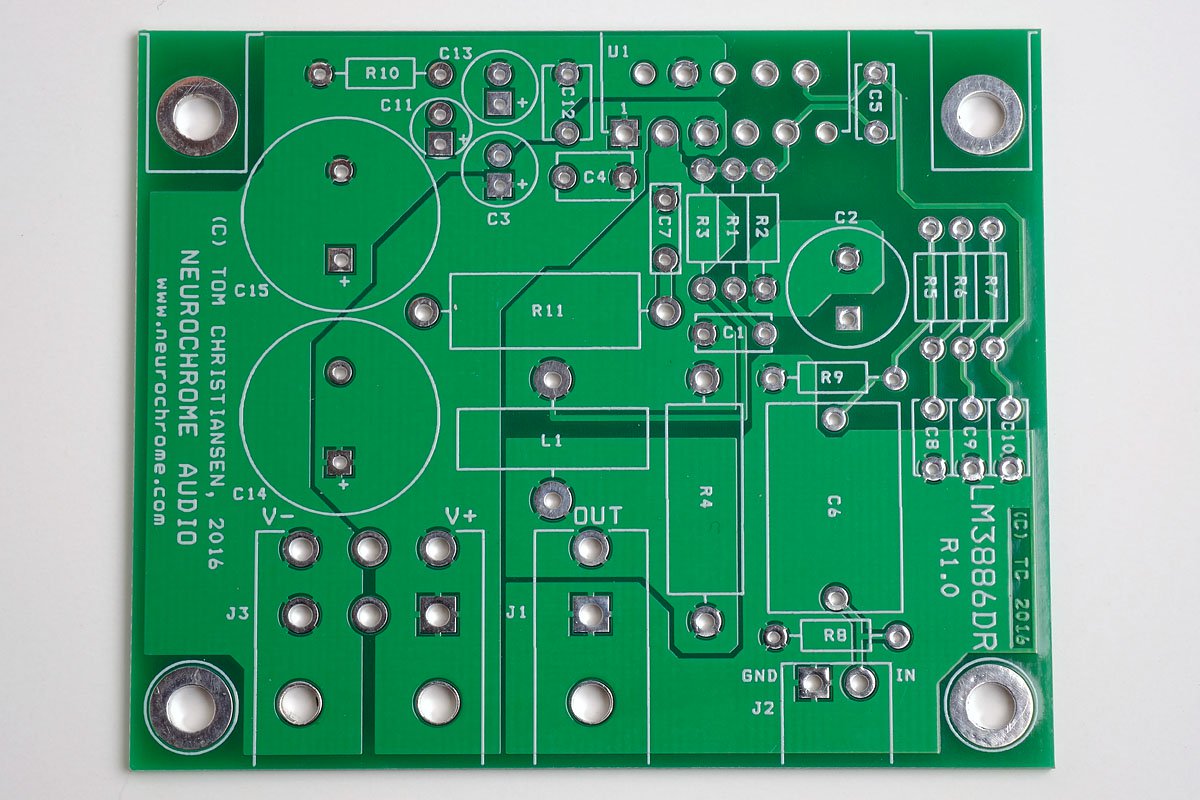 C13
U1
R10
C11
C12
1
C5
+
+
C4
C3
+
C7
R3
R1
R2
C2
C15
+
R11
C1
R5
R6
R7
R9
(C) TOM CHRISTIANSEN, 2016
NEUROCHROME AUDIO
www.neurochrome.com
C14
+
L1
R4
C6
C8
C9
C10
V-
V+
OUT
LM3886DR
R1.0
(C) TC 2016
J3
J1
R8
GND
IN
J2